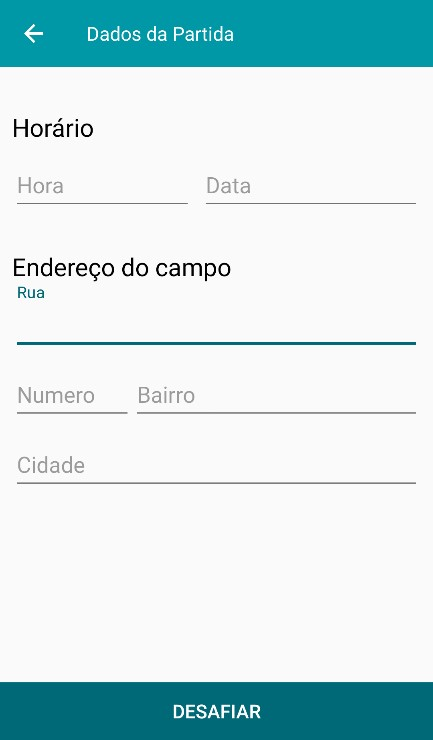 Dados da Partida
Horário
Hora Data
Endereço do campo
Rua
Numero Bairro
Cidade
DESAFIAR